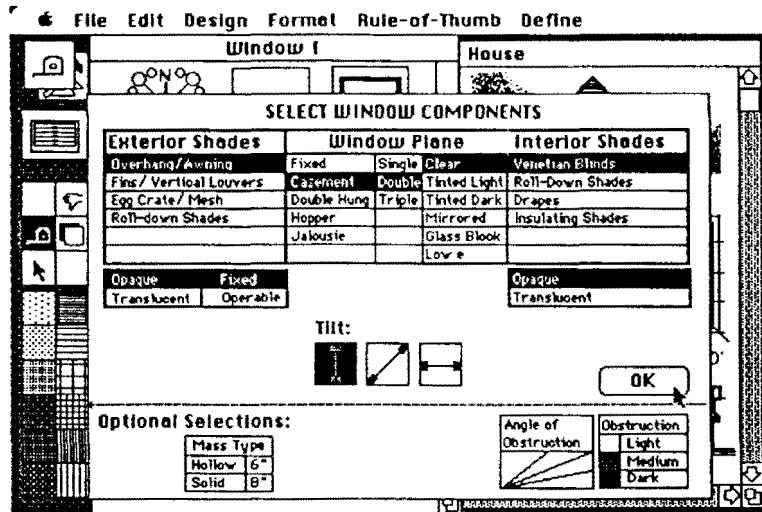 File Edit Design Format Rule-of-Thumb Define
Window 1
House
N
SELECT WINDOW COMPONENTS
Exterior Shades Window Plane Interior Shades
Overhang/Awning Fixed Single Clear Venetian Blinds
Fins/ Vertical Louvers Casement Double Tinted Light Roll-Down Shades
Egg Crate/ Mesh Double Hung Triple Tinted Dark Drapes
Roll-down Shades Hopper Mirrored Insulating Shades
Jalousie Glass Block
Low e
Opaque Fixed Opaque
Translucent Operable Translucent
Tilt:
OK
Optional Selections:
Mass Type
Hollow 6"
Solid 8"
Angle of
Obstruction
Obstruction
Light
Medium
Dark